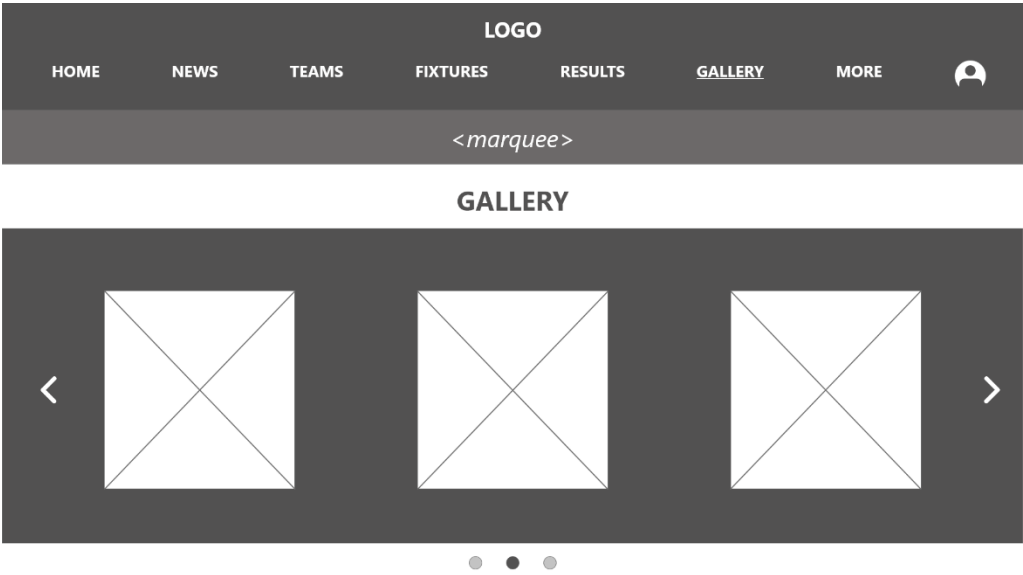 LOGO
HOME NEWS TEAMS FIXTURES RESULTS GALLERY MORE
<marquee>
GALLERY